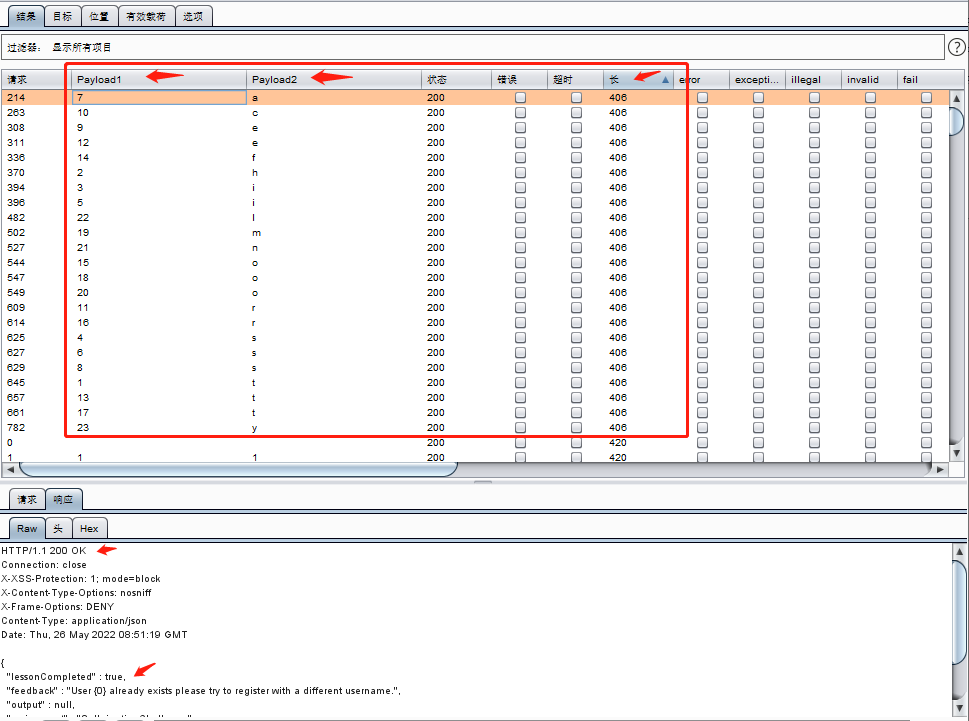 结果 目标 位置 有效载荷 选项
过滤器： 显示所有项目 ?
请求 Payload1 Payload2 状态 错误 超时 长 error excepti... illegal invalid fail
214 7 a 200 406
263 10 c 200 406
308 9 e 200 406
311 12 e 200 406
336 14 f 200 406
370 2 h 200 406
394 3 i 200 406
396 5 i 200 406
482 22 l 200 406
502 19 m 200 406
527 21 n 200 406
544 15 o 200 406
547 18 o 200 406
549 20 o 200 406
609 11 r 200 406
614 16 r 200 406
625 4 s 200 406
627 6 s 200 406
629 8 s 200 406
645 1 t 200 406
657 13 t 200 406
661 17 t 200 406
782 23 y 200 406
0 200 420
1 1 1 200 420
请求 响应
Raw 头 Hex
HTTP/1.1 200 OK
Connection: close
X-XSS-Protection: 1; mode=block
X-Content-Type-Options: nosniff
X-Frame-Options: DENY
Content-Type: application/json
Date: Thu, 26 May 2022 08:51:19 GMT
{
"lessonCompleted" : true,
"feedback" : "User {0} already exists please try to register with a different username.",
"output" : null,